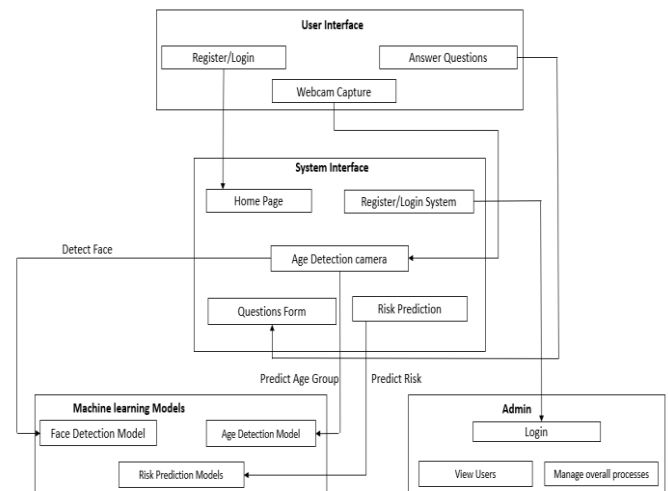 User Interface
Register/Login
Answer Questions
Webcam Capture
System Interface
Home Page
Register/Login System
Detect Face
Age Detection camera
Questions Form
Risk Prediction
Predict Age Group
Predict Risk
Machine learning Models
Face Detection Model
Age Detection Model
Risk Prediction Models
Admin
Login
View Users
Manage overall processes